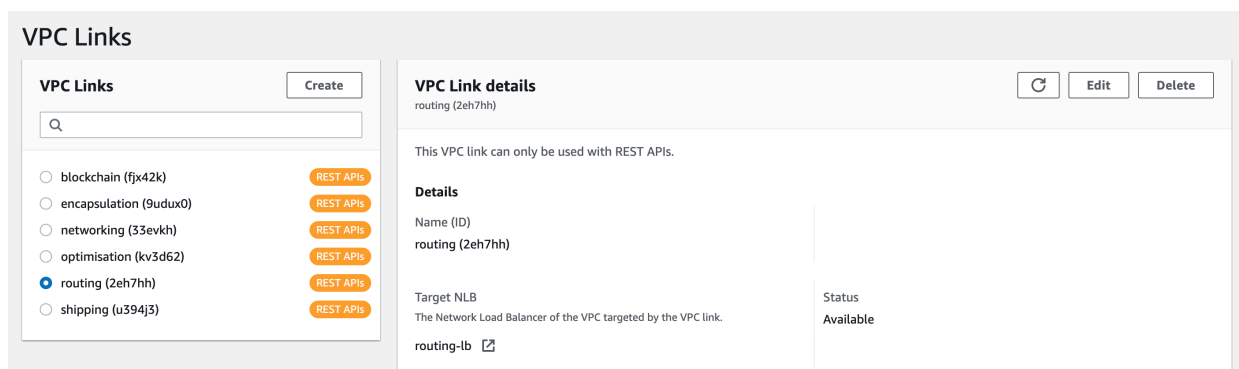 VPC Links
VPC Links
Create
blockchain (fjx42k) REST APIs
encapsulation (9udux0) REST APIs
networking (33evkh) REST APIs
optimisation (kv3d62) REST APIs
routing (2eh7hh) REST APIs
shipping (u394j3) REST APIs
VPC Link details
routing (2eh7hh)
Edit
Delete
This VPC link can only be used with REST APIs.
Details
Name (ID)
routing (2eh7hh)
Target NLB
The Network Load Balancer of the VPC targeted by the VPC link.
routing-lb
Status
Available